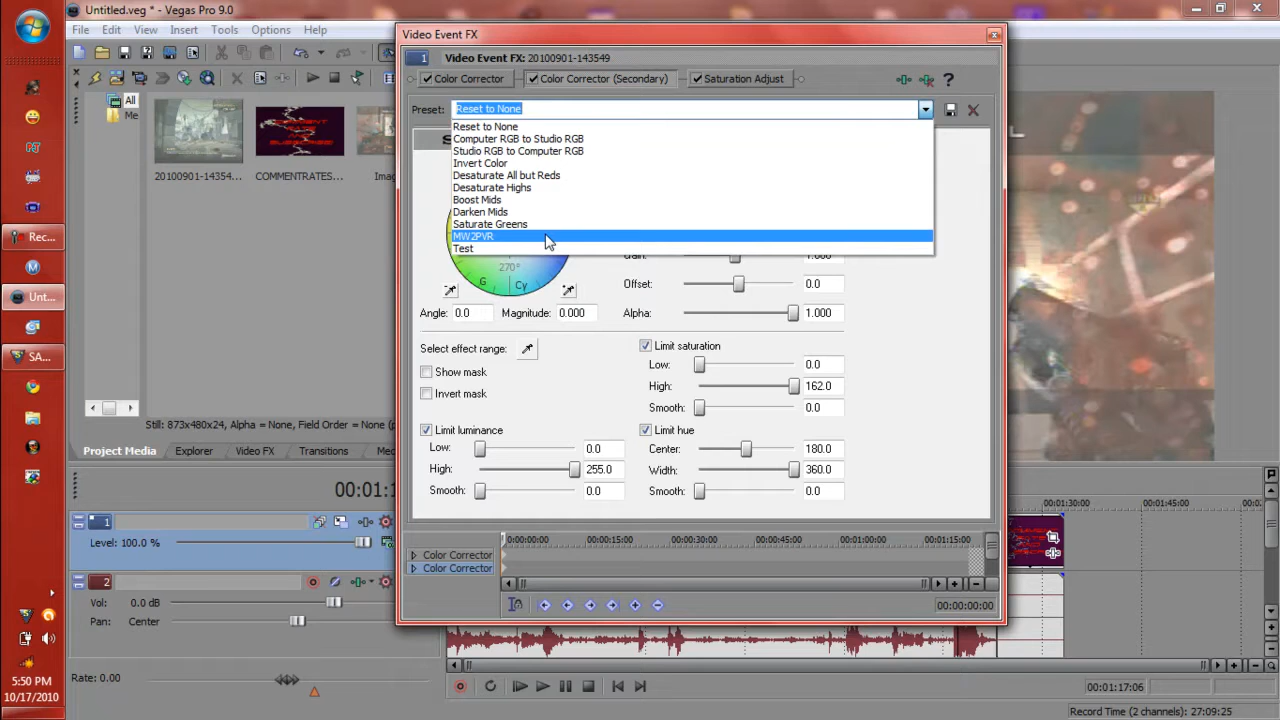 Untitled.veg * - Vegas Pro 9.0
File Edit View Insert Tools Options Help
Video Event FX
1 Video Event FX: 20100901-143549
Color Corrector
Color Corrector (Secondary)
Saturation Adjust
Preset: Reset to None
Reset to None
Computer RGB to Studio RGB
Studio RGB to Computer RGB
Invert Color
Desaturate All but Reds
Desaturate Highs
Boost Mids
Darken Mids
Saturate Greens
MW2PVR
Test
All
Me
20100901-14354...
COMMENTRATES
Imag
270°
G
Cy
Gain: 1.000
Offset: 0.0
Angle: 0.0 Magnitude: 0.000 Alpha: 1.000
Select effect range:
Show mask
Invert mask
Limit saturation
Low: 0.0
High: 162.0
Smooth: 0.0
Limit luminance
Low: 0.0
High: 255.0
Smooth: 0.0
Limit hue
Center: 180.0
Width: 360.0
Smooth: 0.0
Still: 873x480x24, Alpha = None, Field Order = None (p
Project Media Explorer Video FX Transitions Med
00:01:1
1
Level: 100.0 %
2
Vol: 0.0 dB
Pan: Center
Rate: 0.00
00:00:00 00:00:15:00 00:00:30:00 00:00:45:00 00:01:00:00 00:01:15:00
Color Corrector
Color Corrector
00:00:00:00
00:01:30:00 00:01:45:00 00:0
00:01:17:06
Record Time (2 channels): 27:09:25
Rec...
Unt...
SA...
5:50 PM
10/17/2010